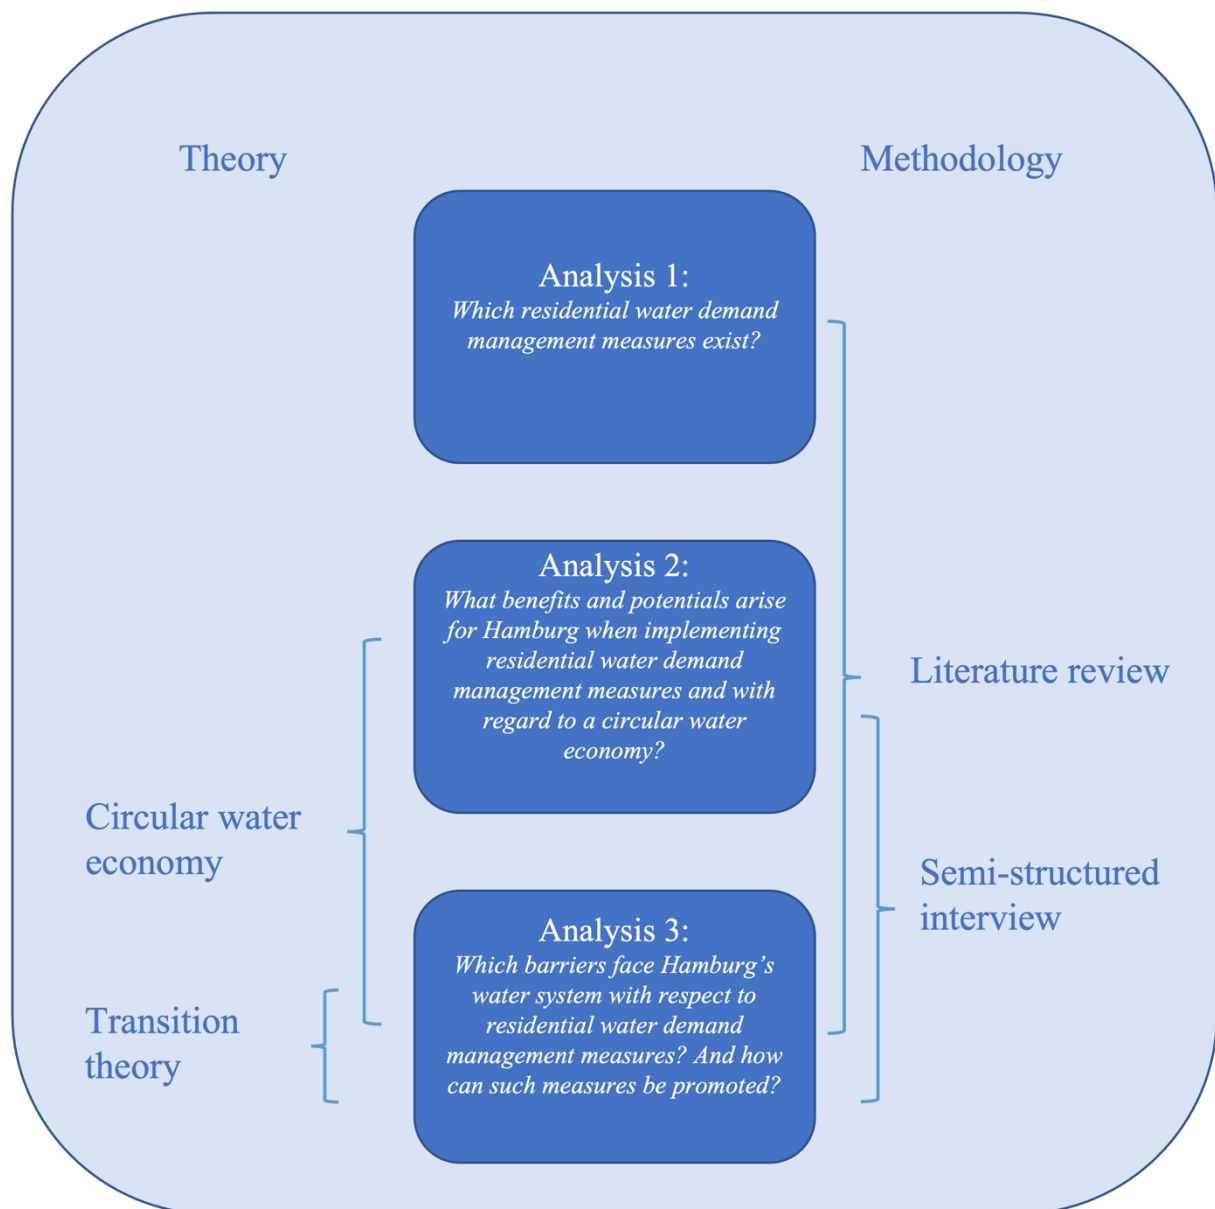 Theory
Methodology
Analysis 1:
Which residential water demand
management measures exist?
Analysis 2:
What benefits and potentials arise
for Hamburg when implementing
residential water demand
management measures and with
regard to a circular water
economy?
Literature review
Circular water
economy
Semi-structured
interview
Analysis 3:
Which barriers face Hamburg’s
water system with respect to
residential water demand
management measures? And how
can such measures be promoted?
Transition
theory